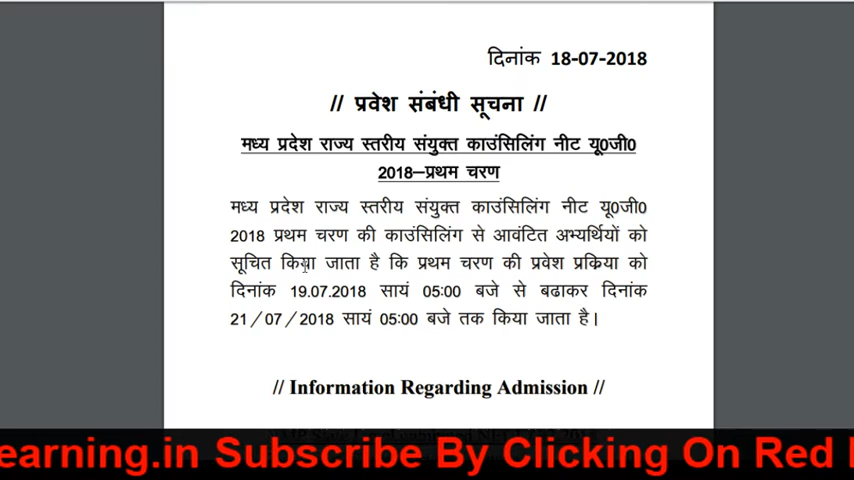 दिनांक 18-07-2018
// प्रवेश संबंधी सूचना //
मध्य प्रदेश राज्य स्तरीय संयुक्त काउंसिलिंग नीट यू0जी0
2018–प्रथम चरण
मध्य प्रदेश राज्य स्तरीय संयुक्त काउंसिलिंग नीट यू0जी0
2018 प्रथम चरण की काउंसिलिंग से आवंटित अभ्यर्थियों को
सूचित किया जाता है कि प्रथम चरण की प्रवेश प्रक्रिया को
दिनांक 19.07.2018 सायं 05:00 बजे से बढाकर दिनांक
21/07/2018 सायं 05:00 बजे तक किया जाता है।
// Information Regarding Admission //
earning.in Subscribe By Clicking On Red